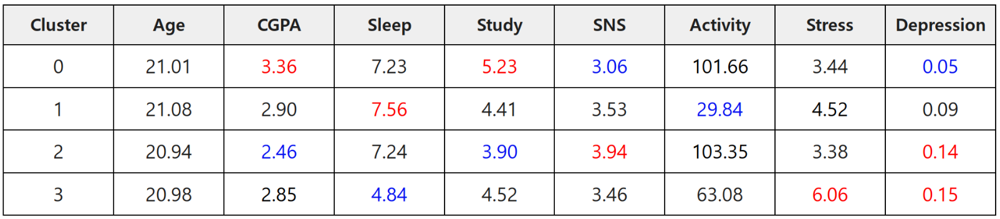 Cluster Age CGPA Sleep Study SNS Activity Stress Depression
0 21.01 3.36 7.23 5.23 3.06 101.66 3.44 0.05
1 21.08 2.90 7.56 4.41 3.53 29.84 4.52 0.09
2 20.94 2.46 7.24 3.90 3.94 103.35 3.38 0.14
3 20.98 2.85 4.84 4.52 3.46 63.08 6.06 0.15